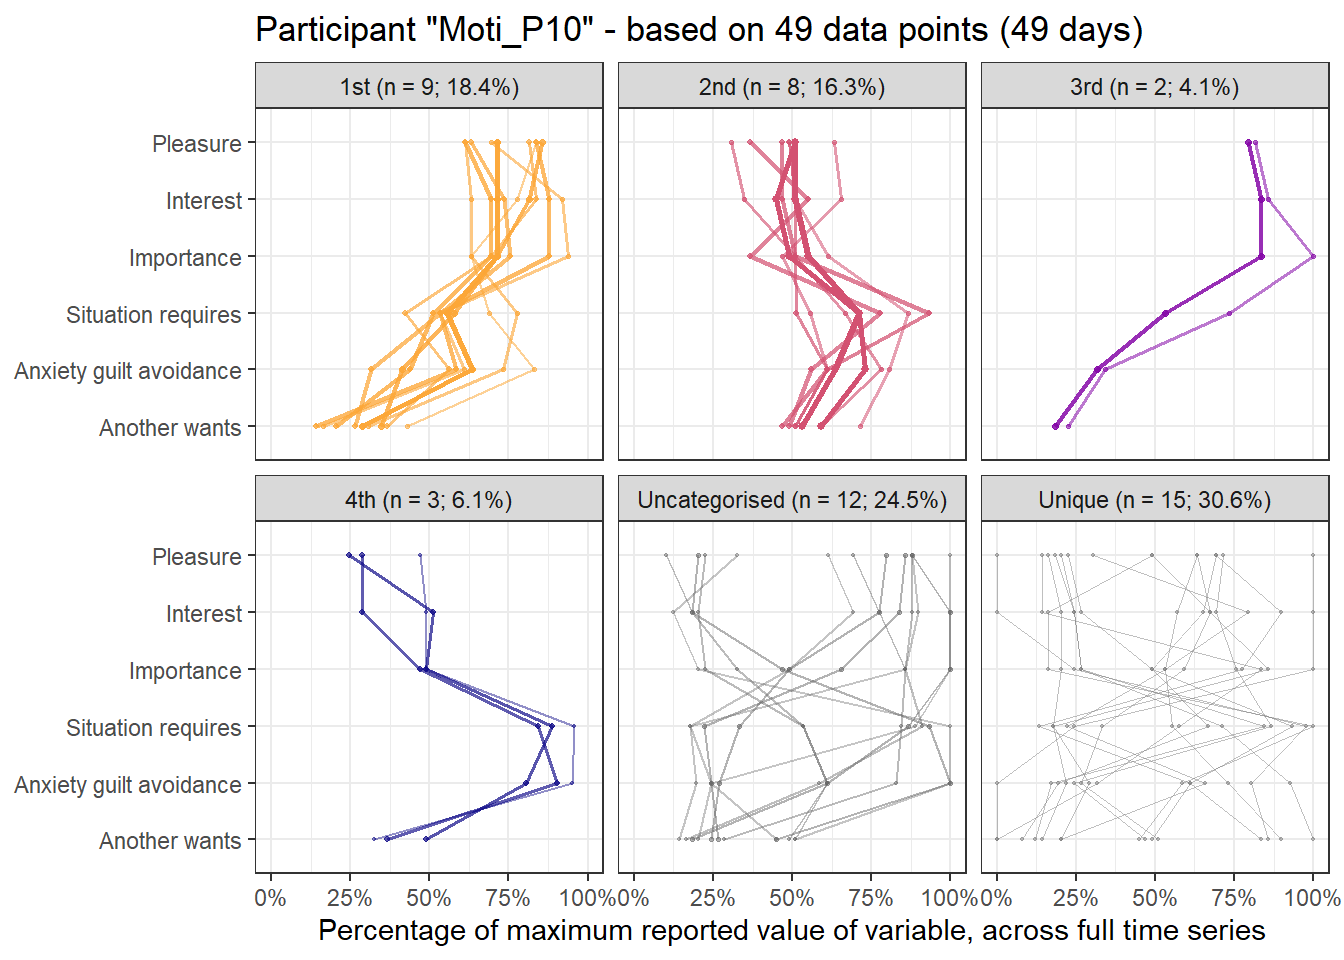 Participant "Moti_P10" - based on 49 data points (49 days)
1st (n = 9; 18.4%)
2nd (n = 8; 16.3%)
3rd (n = 2; 4.1%)
Pleasure
Interest
Importance
Situation requires
Anxiety guilt avoidance
Another wants
4th (n = 3; 6.1%)
Uncategorised (n = 12; 24.5%)
Unique (n = 15; 30.6%)
Pleasure
Interest
Importance
Situation requires
Anxiety guilt avoidance
Another wants
0% 25% 50% 75% 100%
0% 25% 50% 75% 100%
0% 25% 50% 75% 100%
Percentage of maximum reported value of variable, across full time series